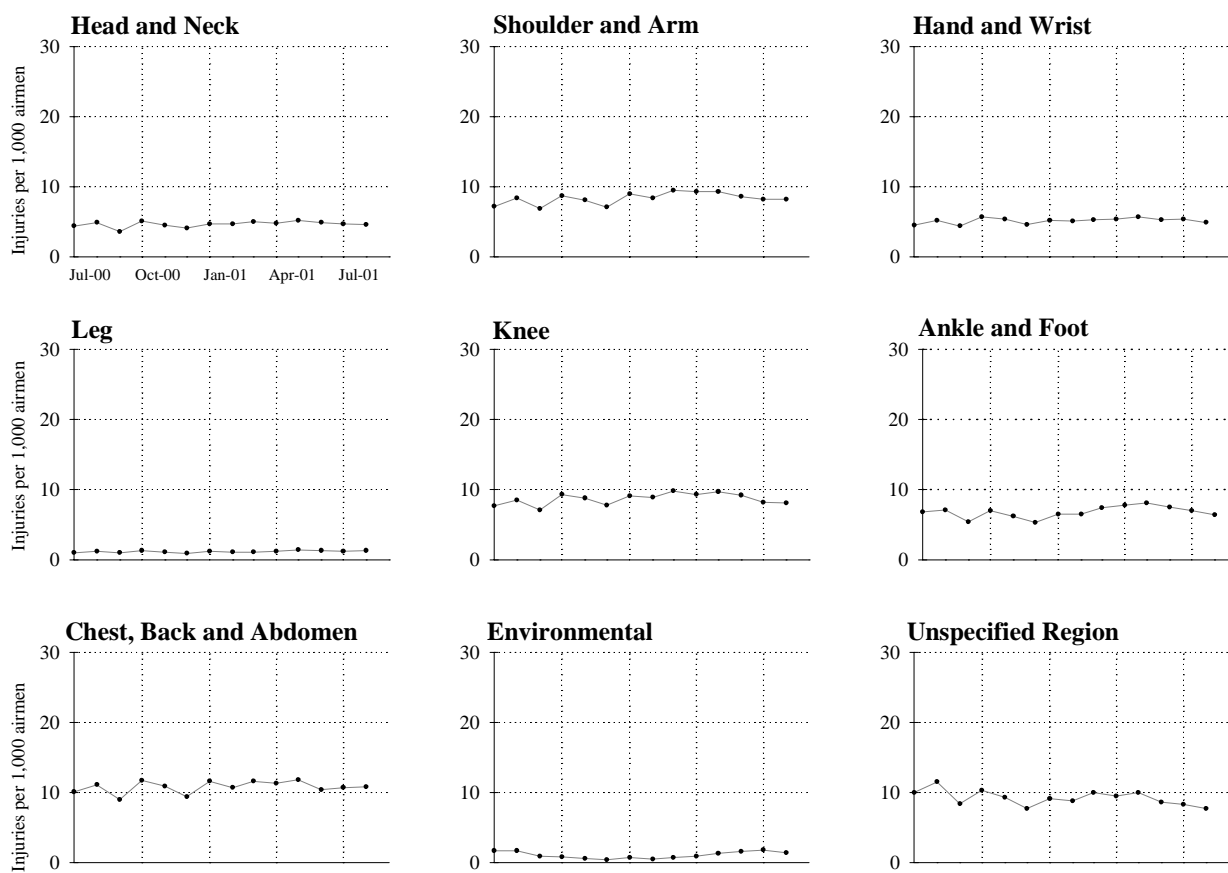 Head and Neck
Shoulder and Arm
Hand and Wrist
Injuries per 1,000 airmen
30
20
10
0
Jul-00 Oct-00 Jan-01 Apr-01 Jul-01
30
20
10
0
30
20
10
0
Leg
Knee
Ankle and Foot
Injuries per 1,000 airmen
30
20
10
0
30
20
10
0
30
20
10
0
Chest, Back and Abdomen
Environmental
Unspecified Region
Injuries per 1,000 airmen
30
20
10
0
30
20
10
0
30
20
10
0